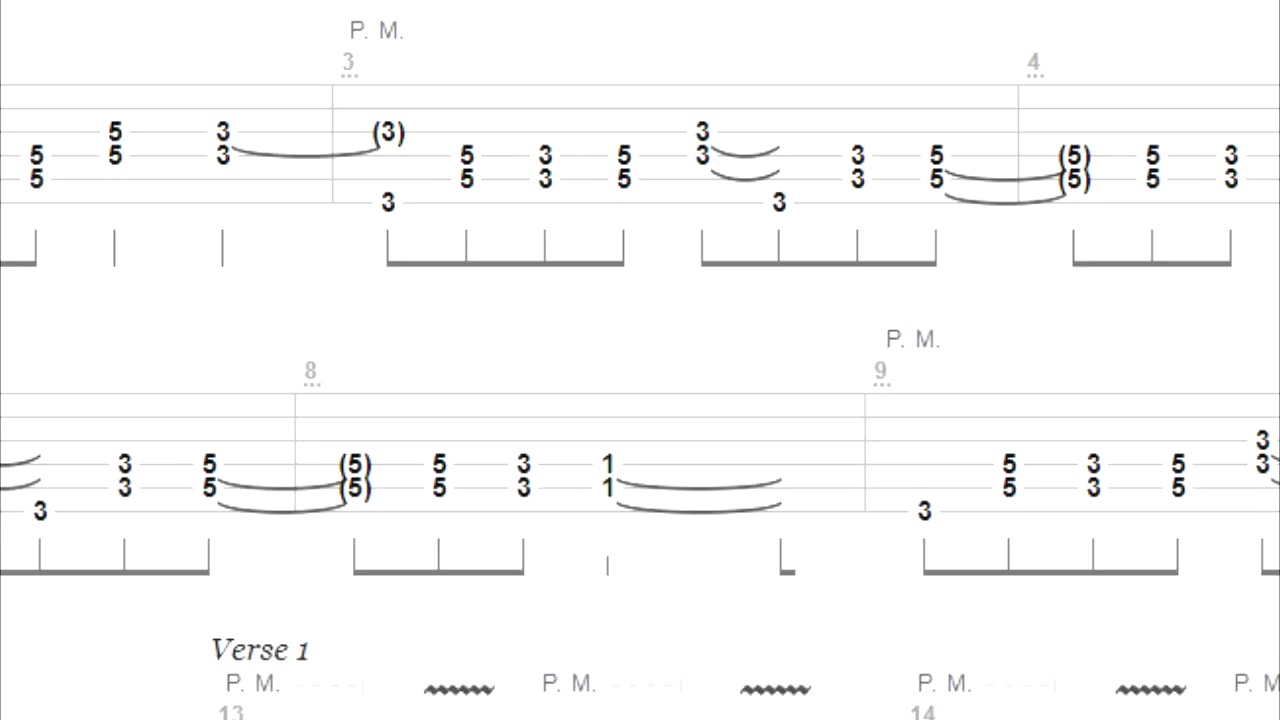 P. M.
3 4
5 3 (3) 3
5 5 3 5 3 5 3 3 5 (5) 5 3
5 5 3 5 3 5 (5) 5 3
3 3
P. M.
8 9
3
3 5 (5) 5 3 1 5 3 5 3
3 5 (5) 5 3 1 5 3 5
3 3
Verse 1
P. M. P. M. P. M. P. M
13 14